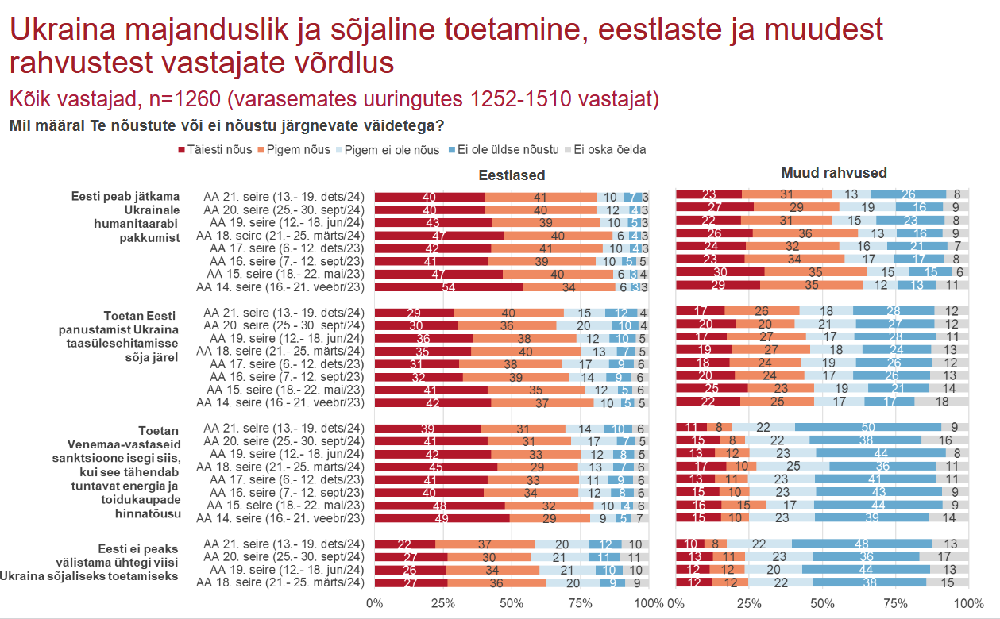 Ukraina majanduslik ja sõjaline toetamine, eestlaste ja muudest
rahvustest vastajate võrdlus
Kõik vastajad, n=1260 (varasemates uuringutes 1252-1510 vastajat)
Mil määral Te nõustute või ei nõustu järgnevate väidetega?
Täiesti nõus Pigem nõus Pigem ei ole nõus Ei ole üldse nõustu Ei oska öelda
Eestlased Muud rahvused
Eesti peab jätkama
Ukrainale
humanitaarabi
pakkumist
AA 21. seire (13.- 19. dets/24) 40 41 10 7 3 23 31 13 26 8
AA 20. seire (25.- 30. sept/24) 40 40 12 4 3 27 29 19 16 9
AA 19. seire (12.- 18. jun/24) 43 39 10 5 3 22 31 15 23 8
AA 18. seire (21.- 25. märts/24) 47 40 6 4 3 26 36 13 16 9
AA 17. seire (6.- 12. dets/23) 42 41 10 4 3 24 32 16 21 7
AA 16. seire (7.- 12. sept/23) 41 39 10 5 5 23 34 17 17 8
AA 15. seire (18.- 22. mai/23) 47 40 6 3 4 30 35 15 15 6
AA 14. seire (16.- 21. veebr/23) 54 34 6 3 3 29 35 12 13 11
Toetan Eesti
panustamist Ukraina
taasülesehitamisse
sõja järel
AA 21. seire (13.- 19. dets/24) 29 40 15 12 4 17 26 18 28 12
AA 20. seire (25.- 30. sept/24) 30 36 20 10 4 20 20 21 27 12
AA 19. seire (12.- 18. jun/24) 36 38 12 10 5 17 27 17 28 11
AA 18. seire (21.- 25. märts/24) 35 40 13 7 5 19 27 18 24 13
AA 17. seire (6.- 12. dets/23) 31 38 17 9 6 18 24 19 26 12
AA 16. seire (7.- 12. sept/23) 32 39 14 9 6 20 24 17 26 13
AA 15. seire (18.- 22. mai/23) 41 35 12 5 6 25 23 19 21 14
AA 14. seire (16.- 21. veebr/23) 42 37 10 5 5 22 25 17 17 18
Toetan
Venemaa-vastaseid
sanktsioone isegi siis,
kui see tähendab
tuntavat energia ja
toidukaupade
hinnatõusu
AA 21. seire (13.- 19. dets/24) 39 31 14 10 6 11 8 22 50 9
AA 20. seire (25.- 30. sept/24) 41 31 17 7 5 15 8 22 38 16
AA 19. seire (12.- 18. jun/24) 42 33 12 8 5 13 12 23 44 8
AA 18. seire (21.- 25. märts/24) 45 29 13 7 6 17 10 25 36 11
AA 17. seire (6.- 12. dets/23) 41 33 11 9 6 13 11 23 41 11
AA 16. seire (7.- 12. sept/23) 40 34 12 8 6 15 10 23 43 9
AA 15. seire (18.- 22. mai/23) 48 32 10 4 6 16 15 17 44 9
AA 14. seire (16.- 21. veebr/23) 49 29 9 5 7 15 10 23 39 14
Eesti ei peaks
välistama ühtegi viisi
Ukraina sõjaliseks toetamiseks
AA 21. seire (13.- 19. dets/24) 22 37 20 12 10 10 8 22 48 13
AA 20. seire (25.- 30. sept/24) 27 30 21 11 11 13 11 23 36 17
AA 19. seire (12.- 18. jun/24) 26 34 21 10 10 12 12 20 44 13
AA 18. seire (21.- 25. märts/24) 27 36 20 9 9 12 12 22 38 15
0% 25% 50% 75% 100% 0% 25% 50% 75% 100%